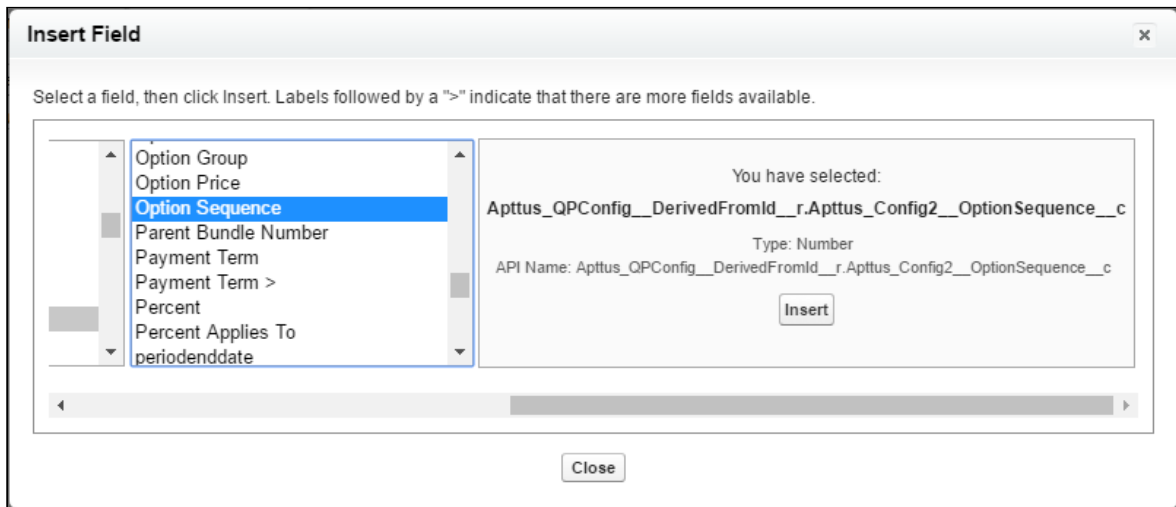 Insert Field
x
Select a field, then click Insert. Labels followed by a ">" indicate that there are more fields available.
Option Group
Option Price
Option Sequence
Parent Bundle Number
Payment Term
Payment Term >
Percent
Percent Applies To
periodenddate
You have selected:
Apttus_QPConfig__DerivedFromId__r.Apttus_Config2__OptionSequence__c
Type: Number
API Name: Apttus_QPConfig__DerivedFromId__r.Apttus_Config2__OptionSequence__c
Insert
Close